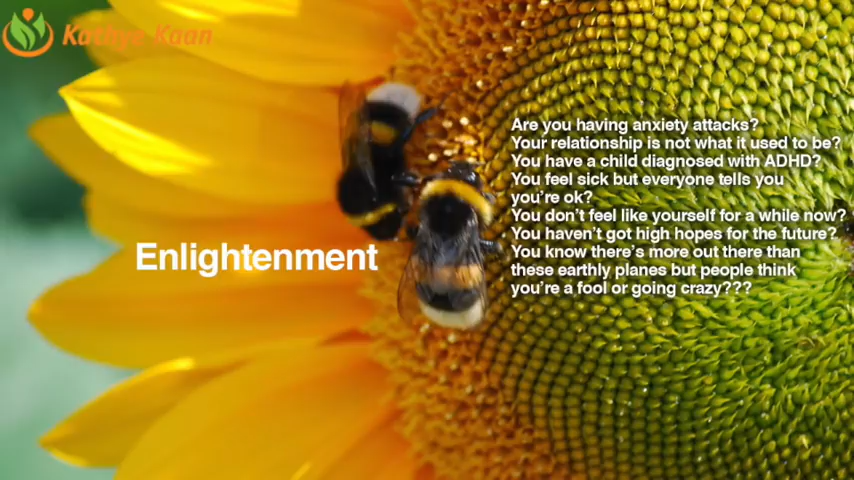 Kathye Kaan
Are you having anxiety attacks?
Your relationship is not what it used to be?
You have a child diagnosed with ADHD?
You feel sick but everyone tells you
you're ok?
You don't feel like yourself for a while now?
You haven't got high hopes for the future?
You know there's more out there than
these earthly planes but people think
you're a fool or going crazy???
Enlightenment